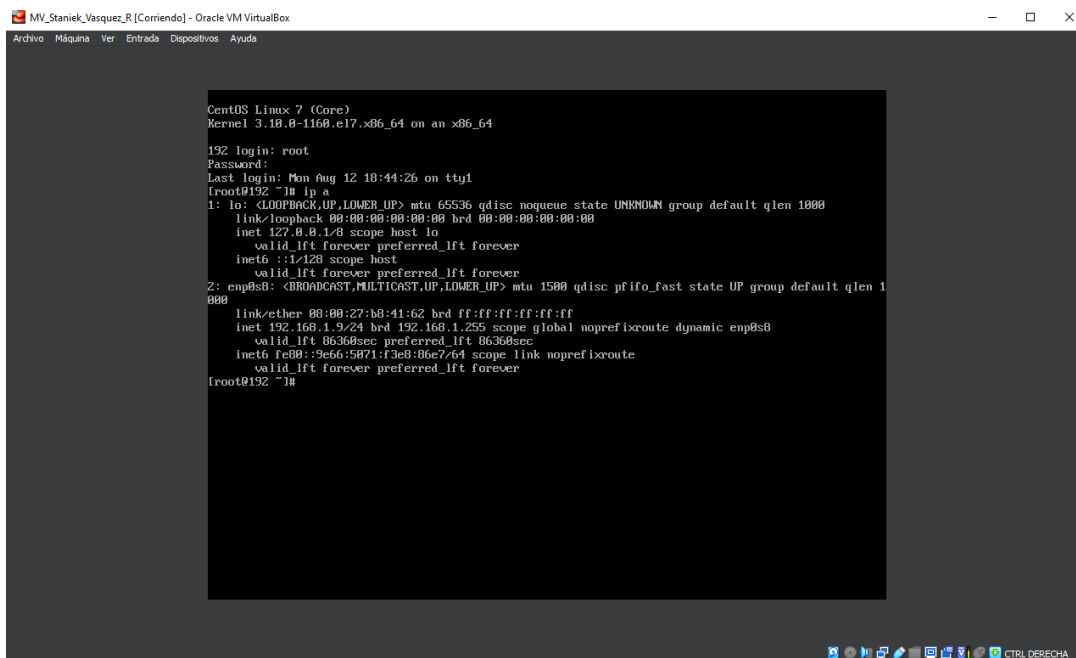 MV_Staniek_Vasquez_R [Corriendo] - Oracle VM VirtualBox
Archivo Máquina Ver Entrada Dispositivos Ayuda
CentOS Linux 7 (Core)
Kernel 3.10.0-1160.el7.x86_64 on an x86_64
192 login: root
Password:
Last login: Mon Aug 12 18:44:26 on tty1
[root@192 ~]# ip a
1: lo: <LOOPBACK,UP,LOWER_UP> mtu 65536 qdisc noqueue state UNKNOWN group default qlen 1000
link/loopback 00:00:00:00:00:00 brd 00:00:00:00:00:00
inet 127.0.0.1/8 scope host lo
valid_lft forever preferred_lft forever
inet6 ::1/128 scope host
valid_lft forever preferred_lft forever
2: enp0s8: <BROADCAST,MULTICAST,UP,LOWER_UP> mtu 1500 qdisc pfifo_fast state UP group default qlen 1
000
link/ether 08:00:27:b8:41:62 brd ff:ff:ff:ff:ff:ff
inet 192.168.1.9/24 brd 192.168.1.255 scope global noprefixroute dynamic enp0s8
valid_lft 86360sec preferred_lft 86360sec
inet6 fe80::9e66:5071:f3e8:86e7/64 scope link noprefixroute
valid_lft forever preferred_lft forever
[root@192 ~]#
CTRL DERECHA